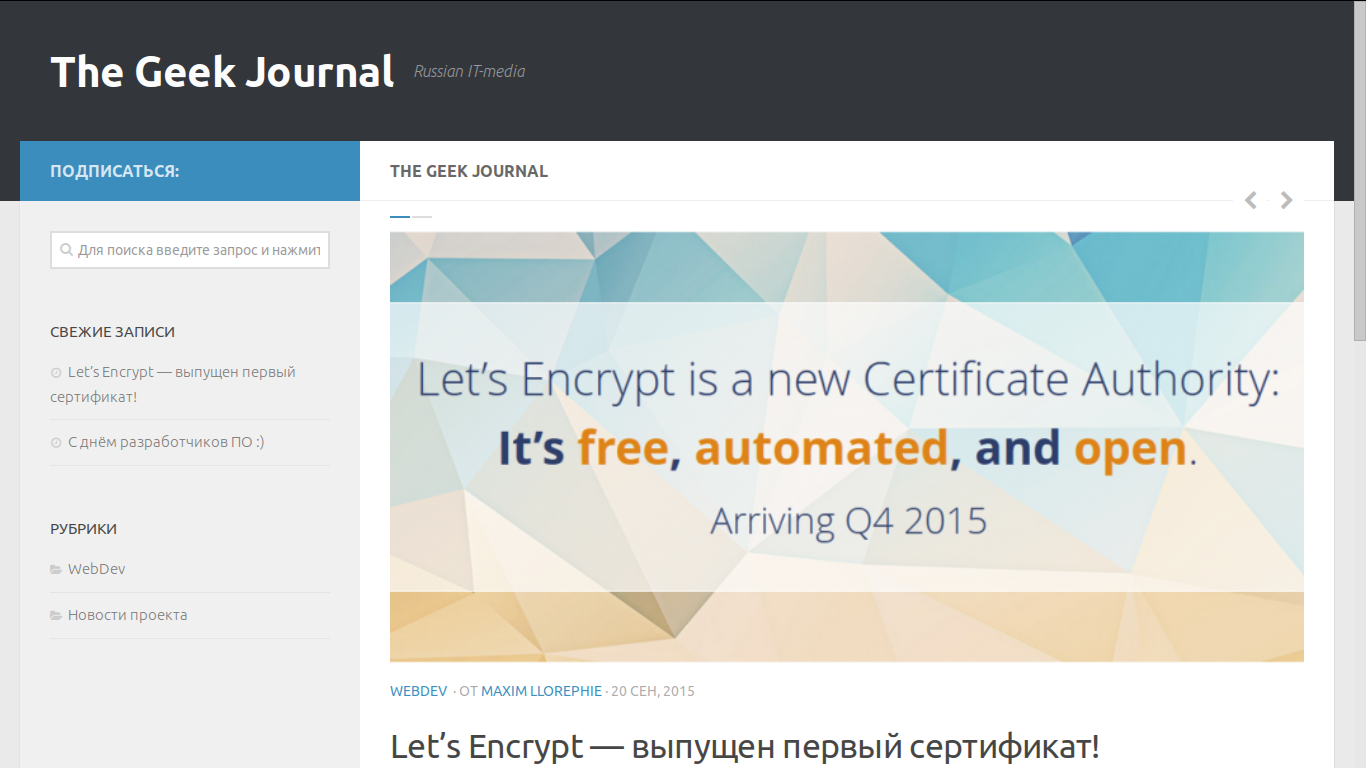 The Geek Journal Russian IT-media
ПОДПИСАТЬСЯ:
Для поиска введите запрос и нажмит
СВЕЖИЕ ЗАПИСИ
Let's Encrypt — выпущен первый
сертификат!
С днём разработчиков ПО :)
РУБРИКИ
WebDev
Новости проекта
THE GEEK JOURNAL
Let's Encrypt is a new Certificate Authority:
It's free, automated, and open.
Arriving Q4 2015
WEBDEV · ОТ MAXIM LLOREPHIE · 20 СЕН, 2015
Let's Encrypt — выпущен первый сертификат!